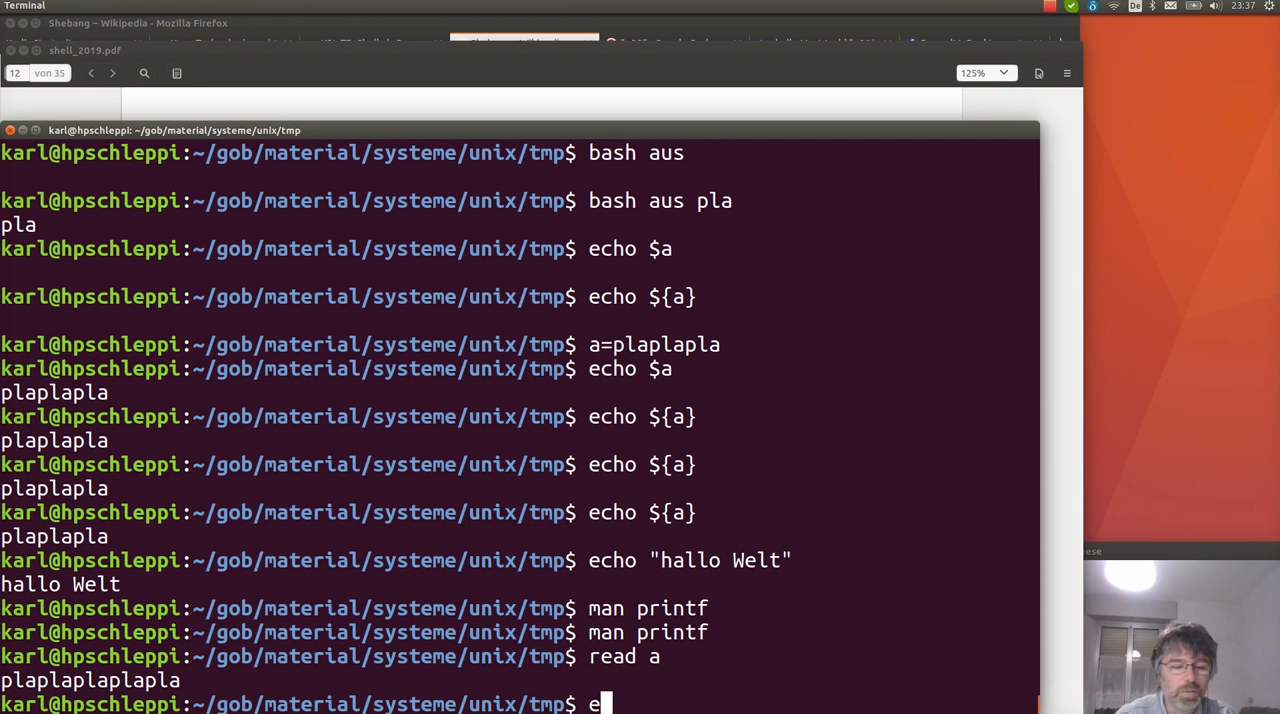 Terminal
De
23:37
Shebang - Wikipedia - Mozilla Firefox
shell_2019.pdf
12 von 35
125%
karl@hpschleppi: ~/gob/material/systeme/unix/tmp
karl@hpschleppi:~/gob/material/systeme/unix/tmp$ bash aus
karl@hpschleppi:~/gob/material/systeme/unix/tmp$ bash aus pla
pla
karl@hpschleppi:~/gob/material/systeme/unix/tmp$ echo $a
karl@hpschleppi:~/gob/material/systeme/unix/tmp$ echo ${a}
karl@hpschleppi:~/gob/material/systeme/unix/tmp$ a=plaplapla
karl@hpschleppi:~/gob/material/systeme/unix/tmp$ echo $a
plaplapla
karl@hpschleppi:~/gob/material/systeme/unix/tmp$ echo ${a}
plaplapla
karl@hpschleppi:~/gob/material/systeme/unix/tmp$ echo ${a}
plaplapla
karl@hpschleppi:~/gob/material/systeme/unix/tmp$ echo ${a}
plaplapla
karl@hpschleppi:~/gob/material/systeme/unix/tmp$ echo "hallo Welt"
hallo Welt
karl@hpschleppi:~/gob/material/systeme/unix/tmp$ man printf
karl@hpschleppi:~/gob/material/systeme/unix/tmp$ man printf
karl@hpschleppi:~/gob/material/systeme/unix/tmp$ read a
plaplaplaplapla
karl@hpschleppi:~/gob/material/systeme/unix/tmp$ e